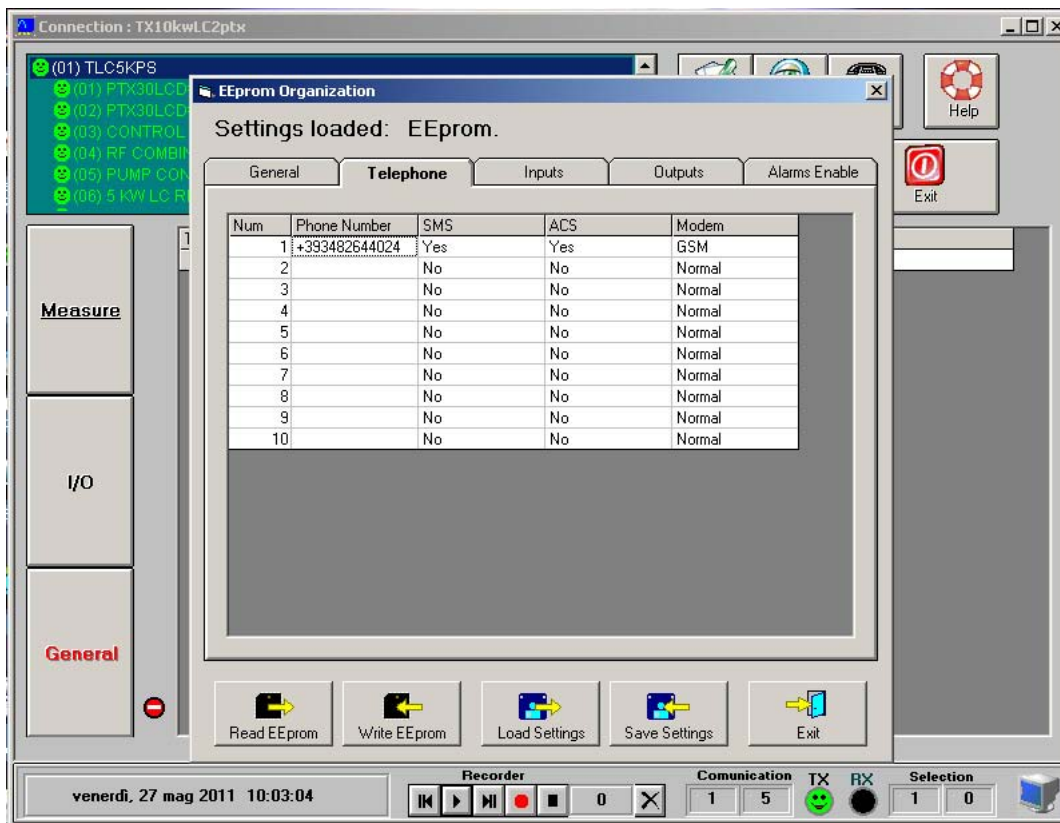 Connection : TX10kwLC2ptx
(01) TLC5KPS
(01) PTX30LCD
(02) PTX30LCD
(03) CONTROL
(04) RF COMBI
(05) PUMP CON
(06) 5 KW LC R
Help
Exit
EEprom Organization
Settings loaded: EEprom.
General Telephone Inputs Outputs Alarms Enable
Num Phone Number SMS ACS Modem
1 +393482644024 Yes Yes GSM
2 No No Normal
3 No No Normal
4 No No Normal
5 No No Normal
6 No No Normal
7 No No Normal
8 No No Normal
9 No No Normal
10 No No Normal
Measure
I/O
General
Read EEprom Write EEprom Load Settings Save Settings Exit
venerdì, 27 mag 2011 10:03:04
Recorder
0
Comunication
1 5
TX RX
Selection
1 0